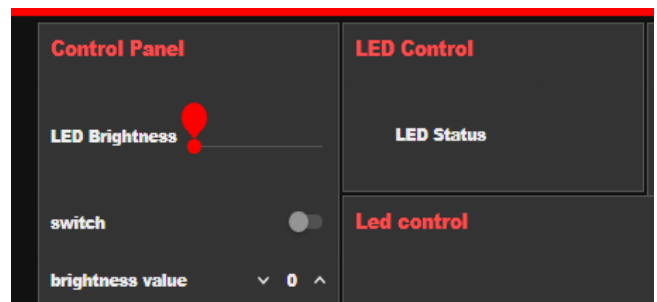 Control Panel
LED Brightness
switch
brightness value 0
LED Control
LED Status
Led control